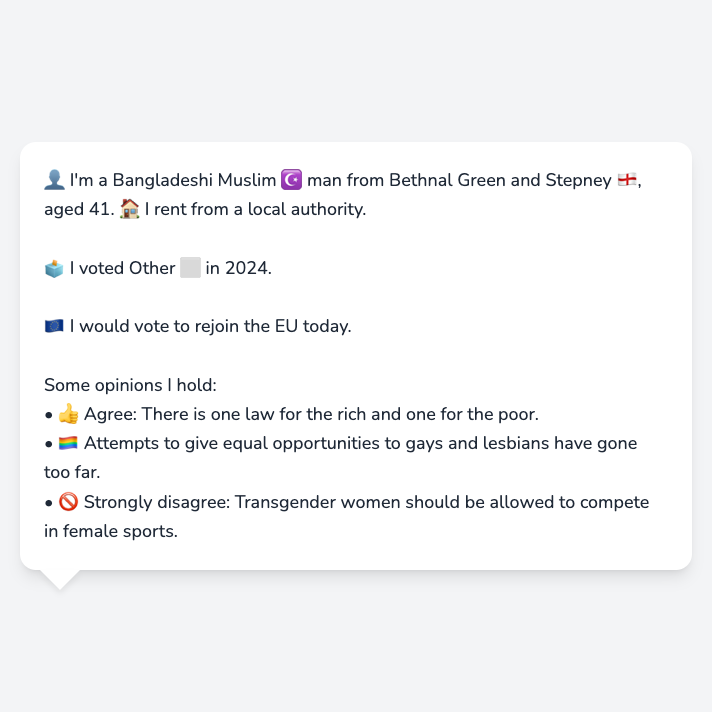 👤 I'm a Bangladeshi Muslim ☪️ man from Bethnal Green and Stepney 🏴󠁧󠁢󠁥󠁮󠁧󠁿,
aged 41. 🏠 I rent from a local authority.
🗳️ I voted Other ⬜ in 2024.
🇪🇺 I would vote to rejoin the EU today.
Some opinions I hold:
• 👍 Agree: There is one law for the rich and one for the poor.
• 🏳️‍🌈 Attempts to give equal opportunities to gays and lesbians have gone
too far.
• 🚫 Strongly disagree: Transgender women should be allowed to compete
in female sports.